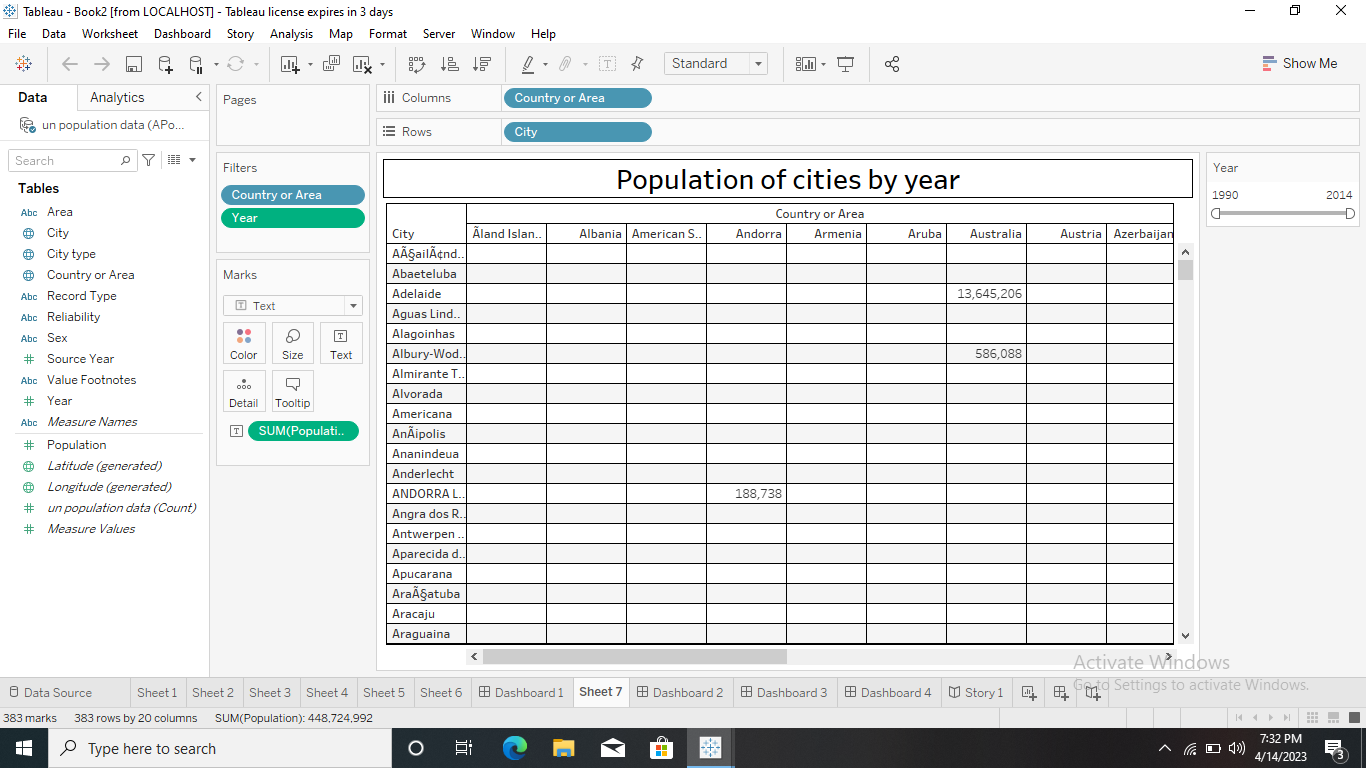 Tableau - Book2 [from LOCALHOST] - Tableau license expires in 3 days
File Data Worksheet Dashboard Story Analysis Map Format Server Window Help
Standard
Show Me
Data Analytics
un population data (APo...
Search
Tables
Abc Area
City
City type
Country or Area
Abc Record Type
Abc Reliability
Abc Sex
# Source Year
Abc Value Footnotes
# Year
Abc Measure Names
# Population
Latitude (generated)
Longitude (generated)
# un population data (Count)
# Measure Values
Pages
Filters
Country or Area
Year
Marks
T Text
Color Size Text
Detail Tooltip
T SUM(Populati..
Columns Country or Area
Rows City
Population of cities by year
Country or Area
City Ãland Islan.. Albania American S.. Andorra Armenia Aruba Australia Austria Azerbaijan
AÃ§ailÃ¢nd..
Abaeteluba
Adelaide 13,645,206
Aguas Lind..
Alagoinhas
Albury-Wod.. 586,088
Almirante T..
Alvorada
Americana
AnÃipolis
Ananindeua
Anderlecht
ANDORRA L.. 188,738
Angra dos R..
Antwerpen ..
Aparecida d..
Apucarana
AraÃ§atuba
Aracaju
Araguaina
Year
1990 2014
Activate Windows
Go to Settings to activate Windows.
Data Source Sheet 1 Sheet 2 Sheet 3 Sheet 4 Sheet 5 Sheet 6 Dashboard 1 Sheet 7 Dashboard 2 Dashboard 3 Dashboard 4 Story 1
383 marks 383 rows by 20 columns SUM(Population): 448,724,992
Type here to search
7:32 PM
4/14/2023
3